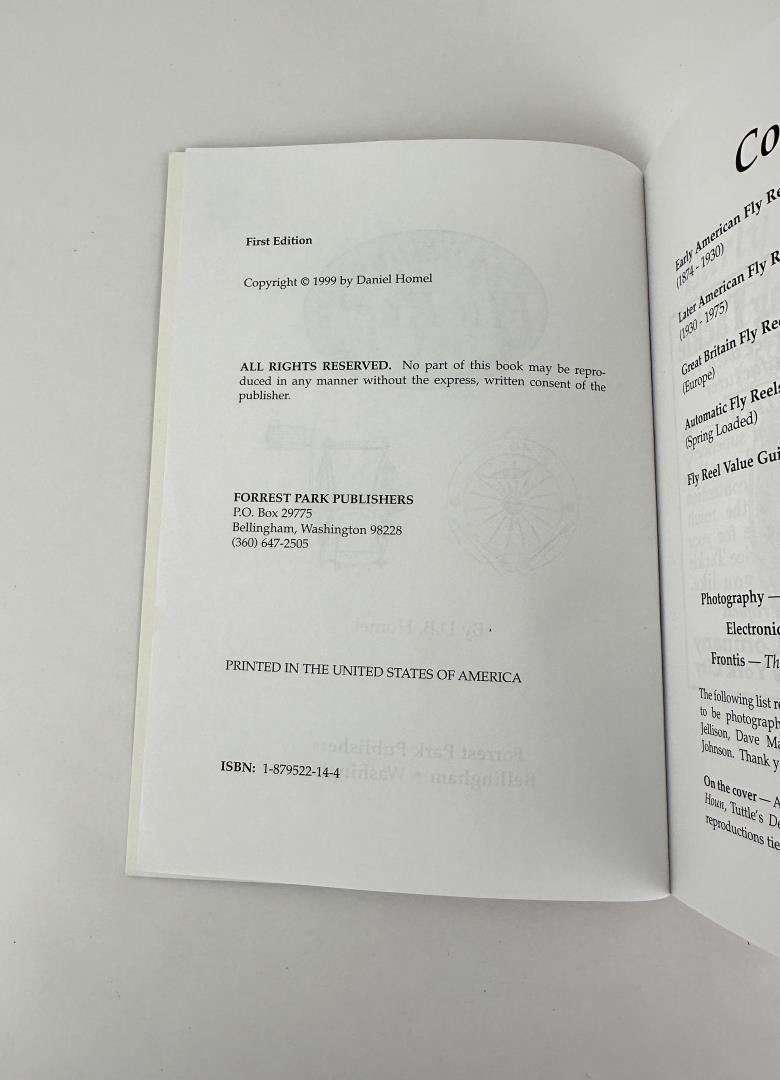 First Edition
Copyright © 1999 by Daniel Homel
ALL RIGHTS RESERVED. No part of this book may be repro-
duced in any manner without the express, written consent of the
publisher.
FORREST PARK PUBLISHERS
P.O. Box 29775
Bellingham, Washington 98228
(360) 647-2505
PRINTED IN THE UNITED STATES OF AMERICA
ISBN: 1-879522-14-4
Co
Early American Fly Re
(1874 - 1930)
Later American Fly R
(1930 - 1975)
Great Britain Fly Re
(Europe)
Automatic Fly Reels
(Spring Loaded)
Fly Reel Value Gui
Photography —
Electronic
Frontis — Th
The following list re
to be photograph
Jellison, Dave Ma
Johnson. Thank y
On the cover — A
Houn, Tuttle's De
reproductions tie